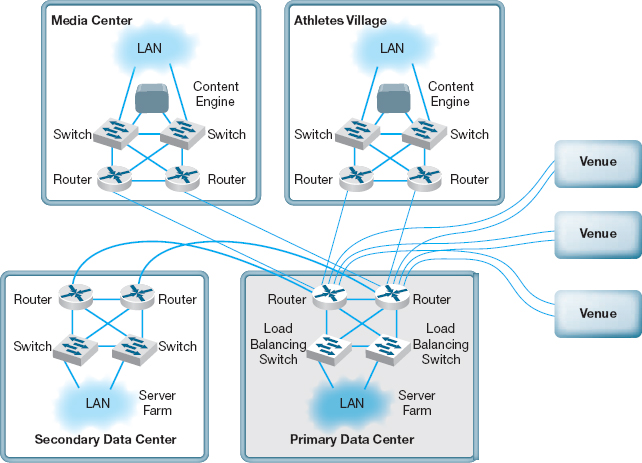 Media Center
LAN
Content
Engine
Switch
Switch
Router
Router
Athletes Village
LAN
Content
Engine
Switch
Switch
Router
Router
Venue
Venue
Venue
Router
Router
Switch
Switch
LAN
Server
Farm
Secondary Data Center
Router
Router
Load
Balancing
Switch
Load
Balancing
Switch
LAN
Server
Farm
Primary Data Center